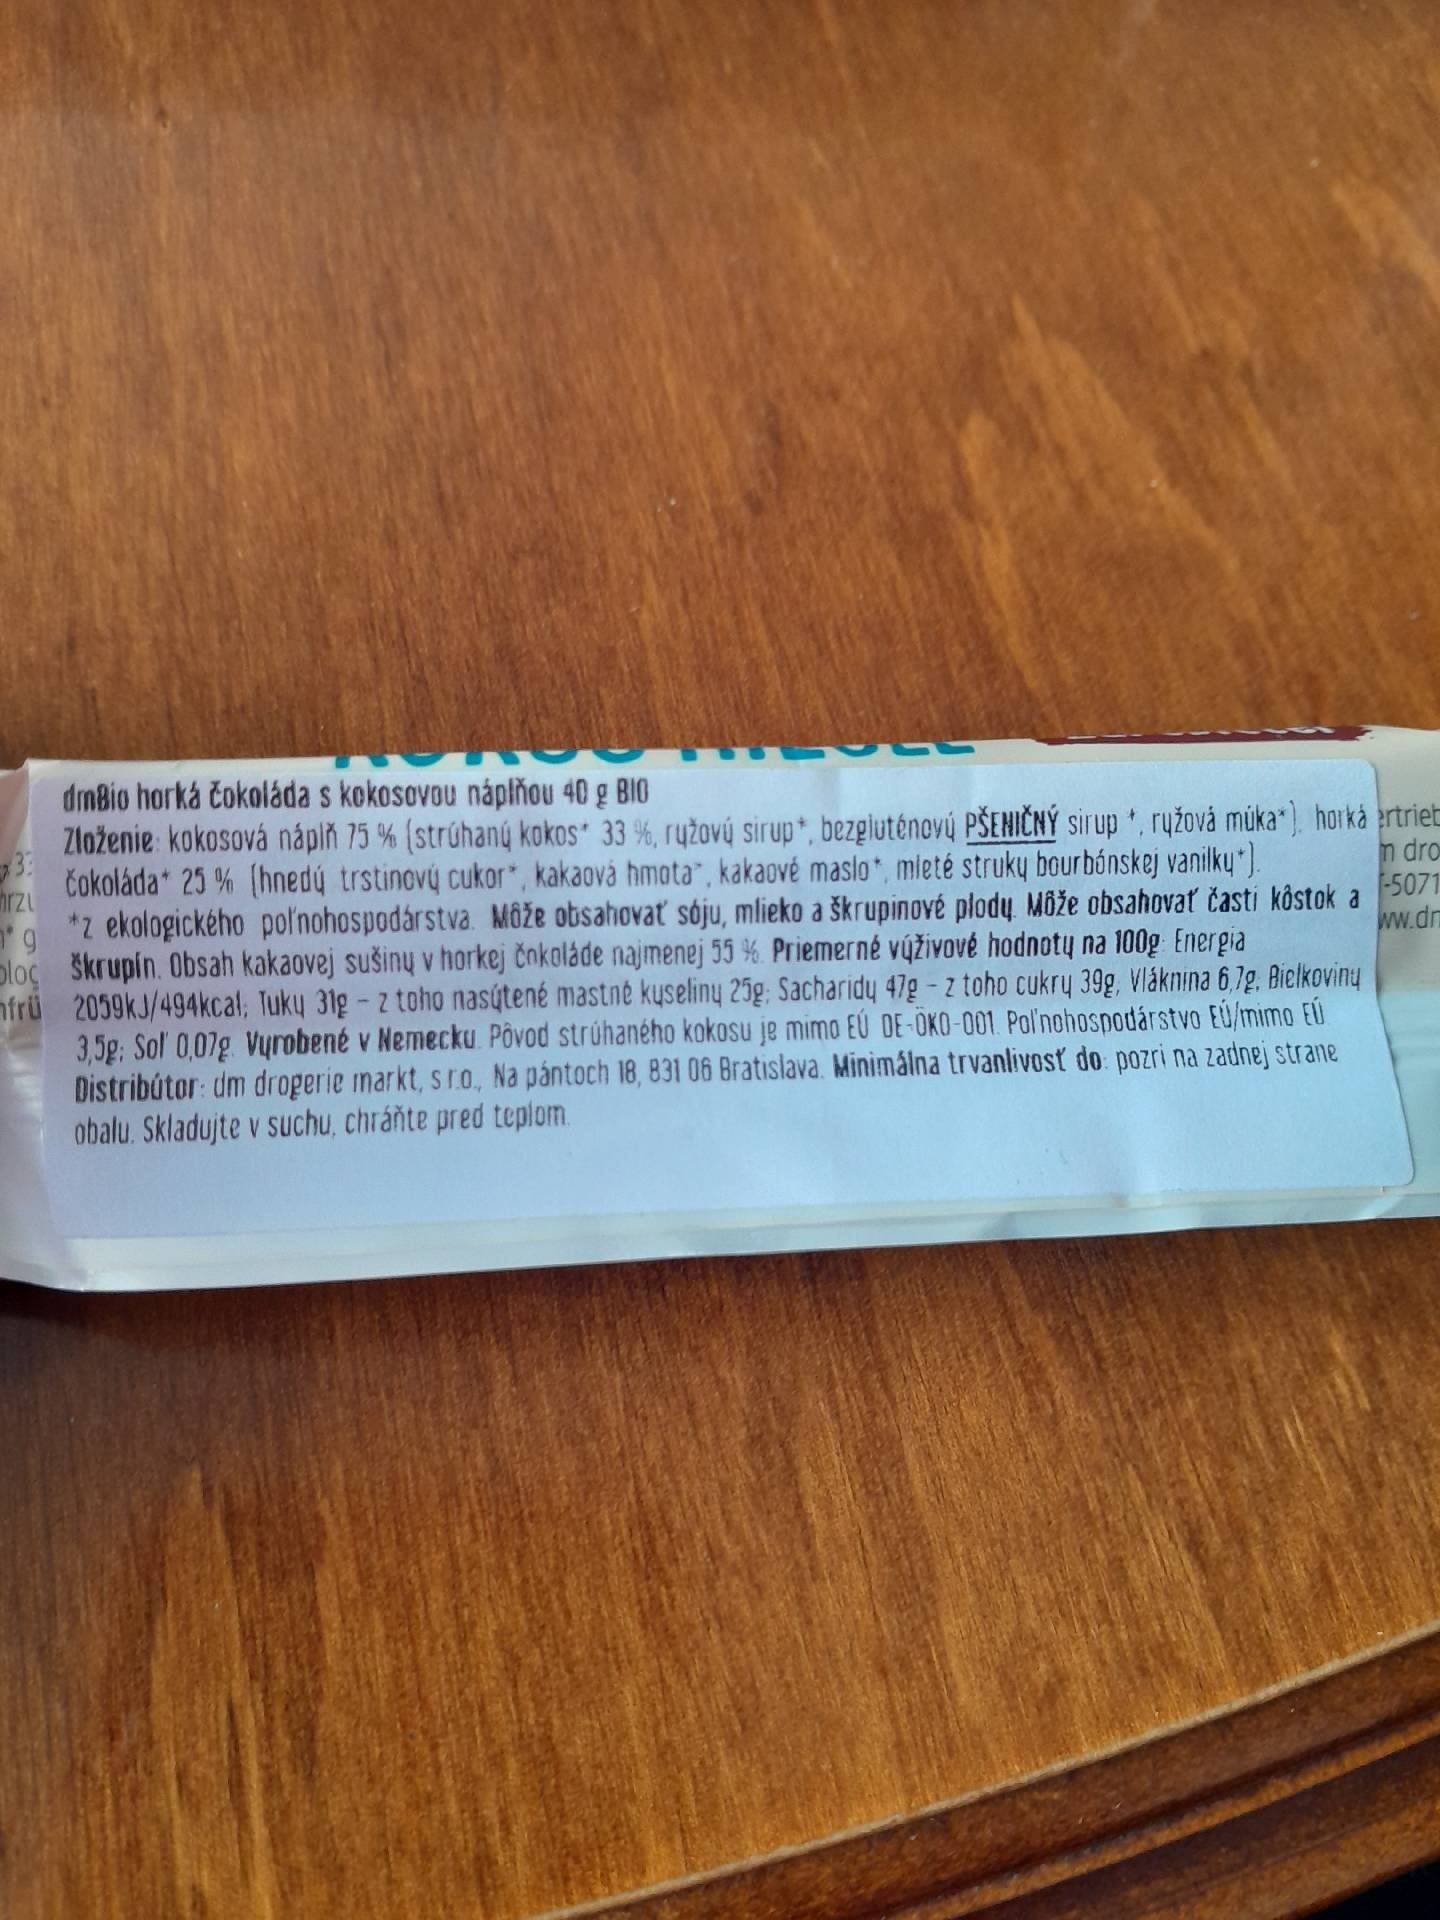 dmBio horká čokoláda s kokosovou náplňou 40 g BIO
Zloženie: kokosová náplň 75 % (strúhaný kokos* 33 %, ryžový sirup*, bezgluténový PŠENIČNÝ sirup *, ryžová múka*), horká
čokoláda* 25 % (hnedý trstinový cukor*, kakaová hmota*, kakaové maslo*, mleté struky bourbónskej vanilky*).
*z ekologického poľnohospodárstva. Môže obsahovať sóju, mlieko a škrupinové plody. Môže obsahovať časti kôstok a
škrupín. Obsah kakaovej sušiny v horkej čokoláde najmenej 55 %. Priemerné výživové hodnoty na 100g: Energia
2059kJ/494kcal; Tuky 31g - z toho nasýtené mastné kyseliny 25g; Sacharidy 47g - z toho cukry 39g, Vláknina 6,7g, Bielkoviny
3,5g; Soľ 0,07g. Vyrobené v Nemecku. Pôvod strúhaného kokosu je mimo EÚ DE-ÖKO-001. Poľnohospodárstvo EÚ/mimo EÚ
Distribútor: dm drogerie markt, s.r.o., Na pántoch 18, 831 06 Bratislava. Minimálna trvanlivosť do: pozri na zadnej strane
obalu. Skladujte v suchu, chráňte pred teplom.
ertrieb
m dro
-5071
ww.dm